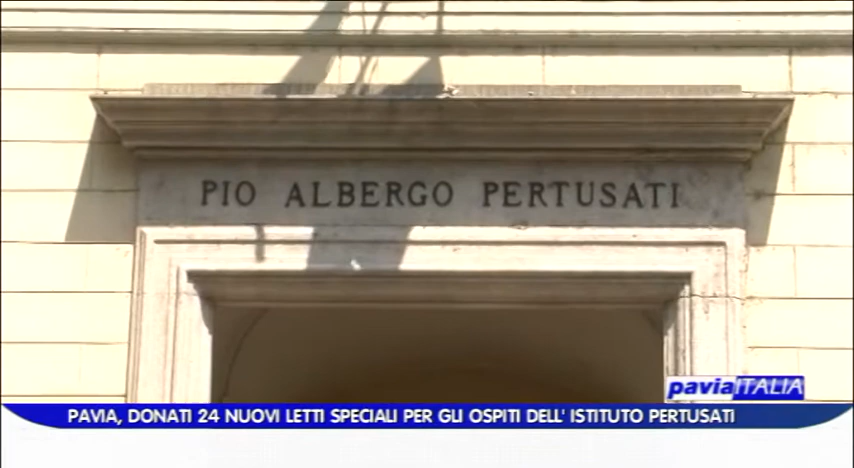 PIO ALBERGO PERTUSATI
paviaITALIA
PAVIA, DONATI 24 NUOVI LETTI SPECIALI PER GLI OSPITI DELL' ISTITUTO PERTUSATI